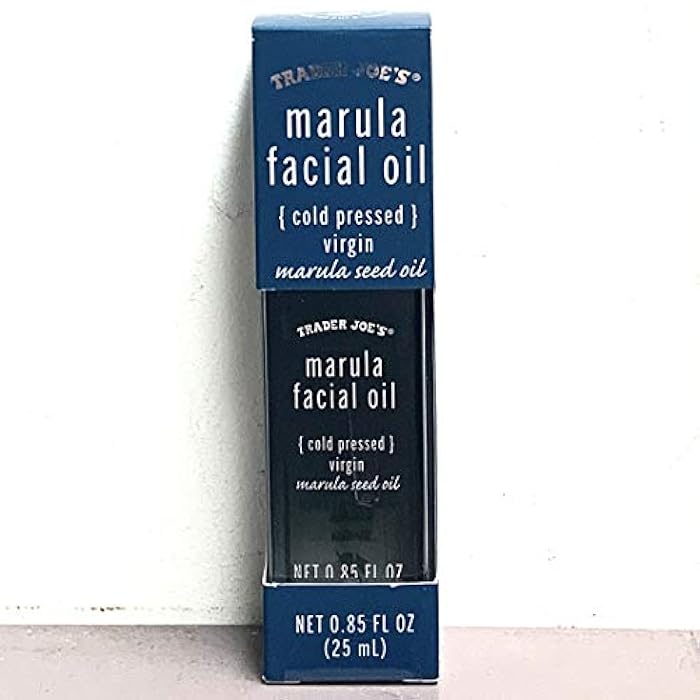 TRADER JOE'S®
marula
facial oil
{ cold pressed }
virgin
marula seed oil
TRADER JOE'S®
marula
facial oil
{ cold pressed }
virgin
marula seed oil
NET 0.85 FL OZ
NET 0.85 FL OZ
(25 mL)